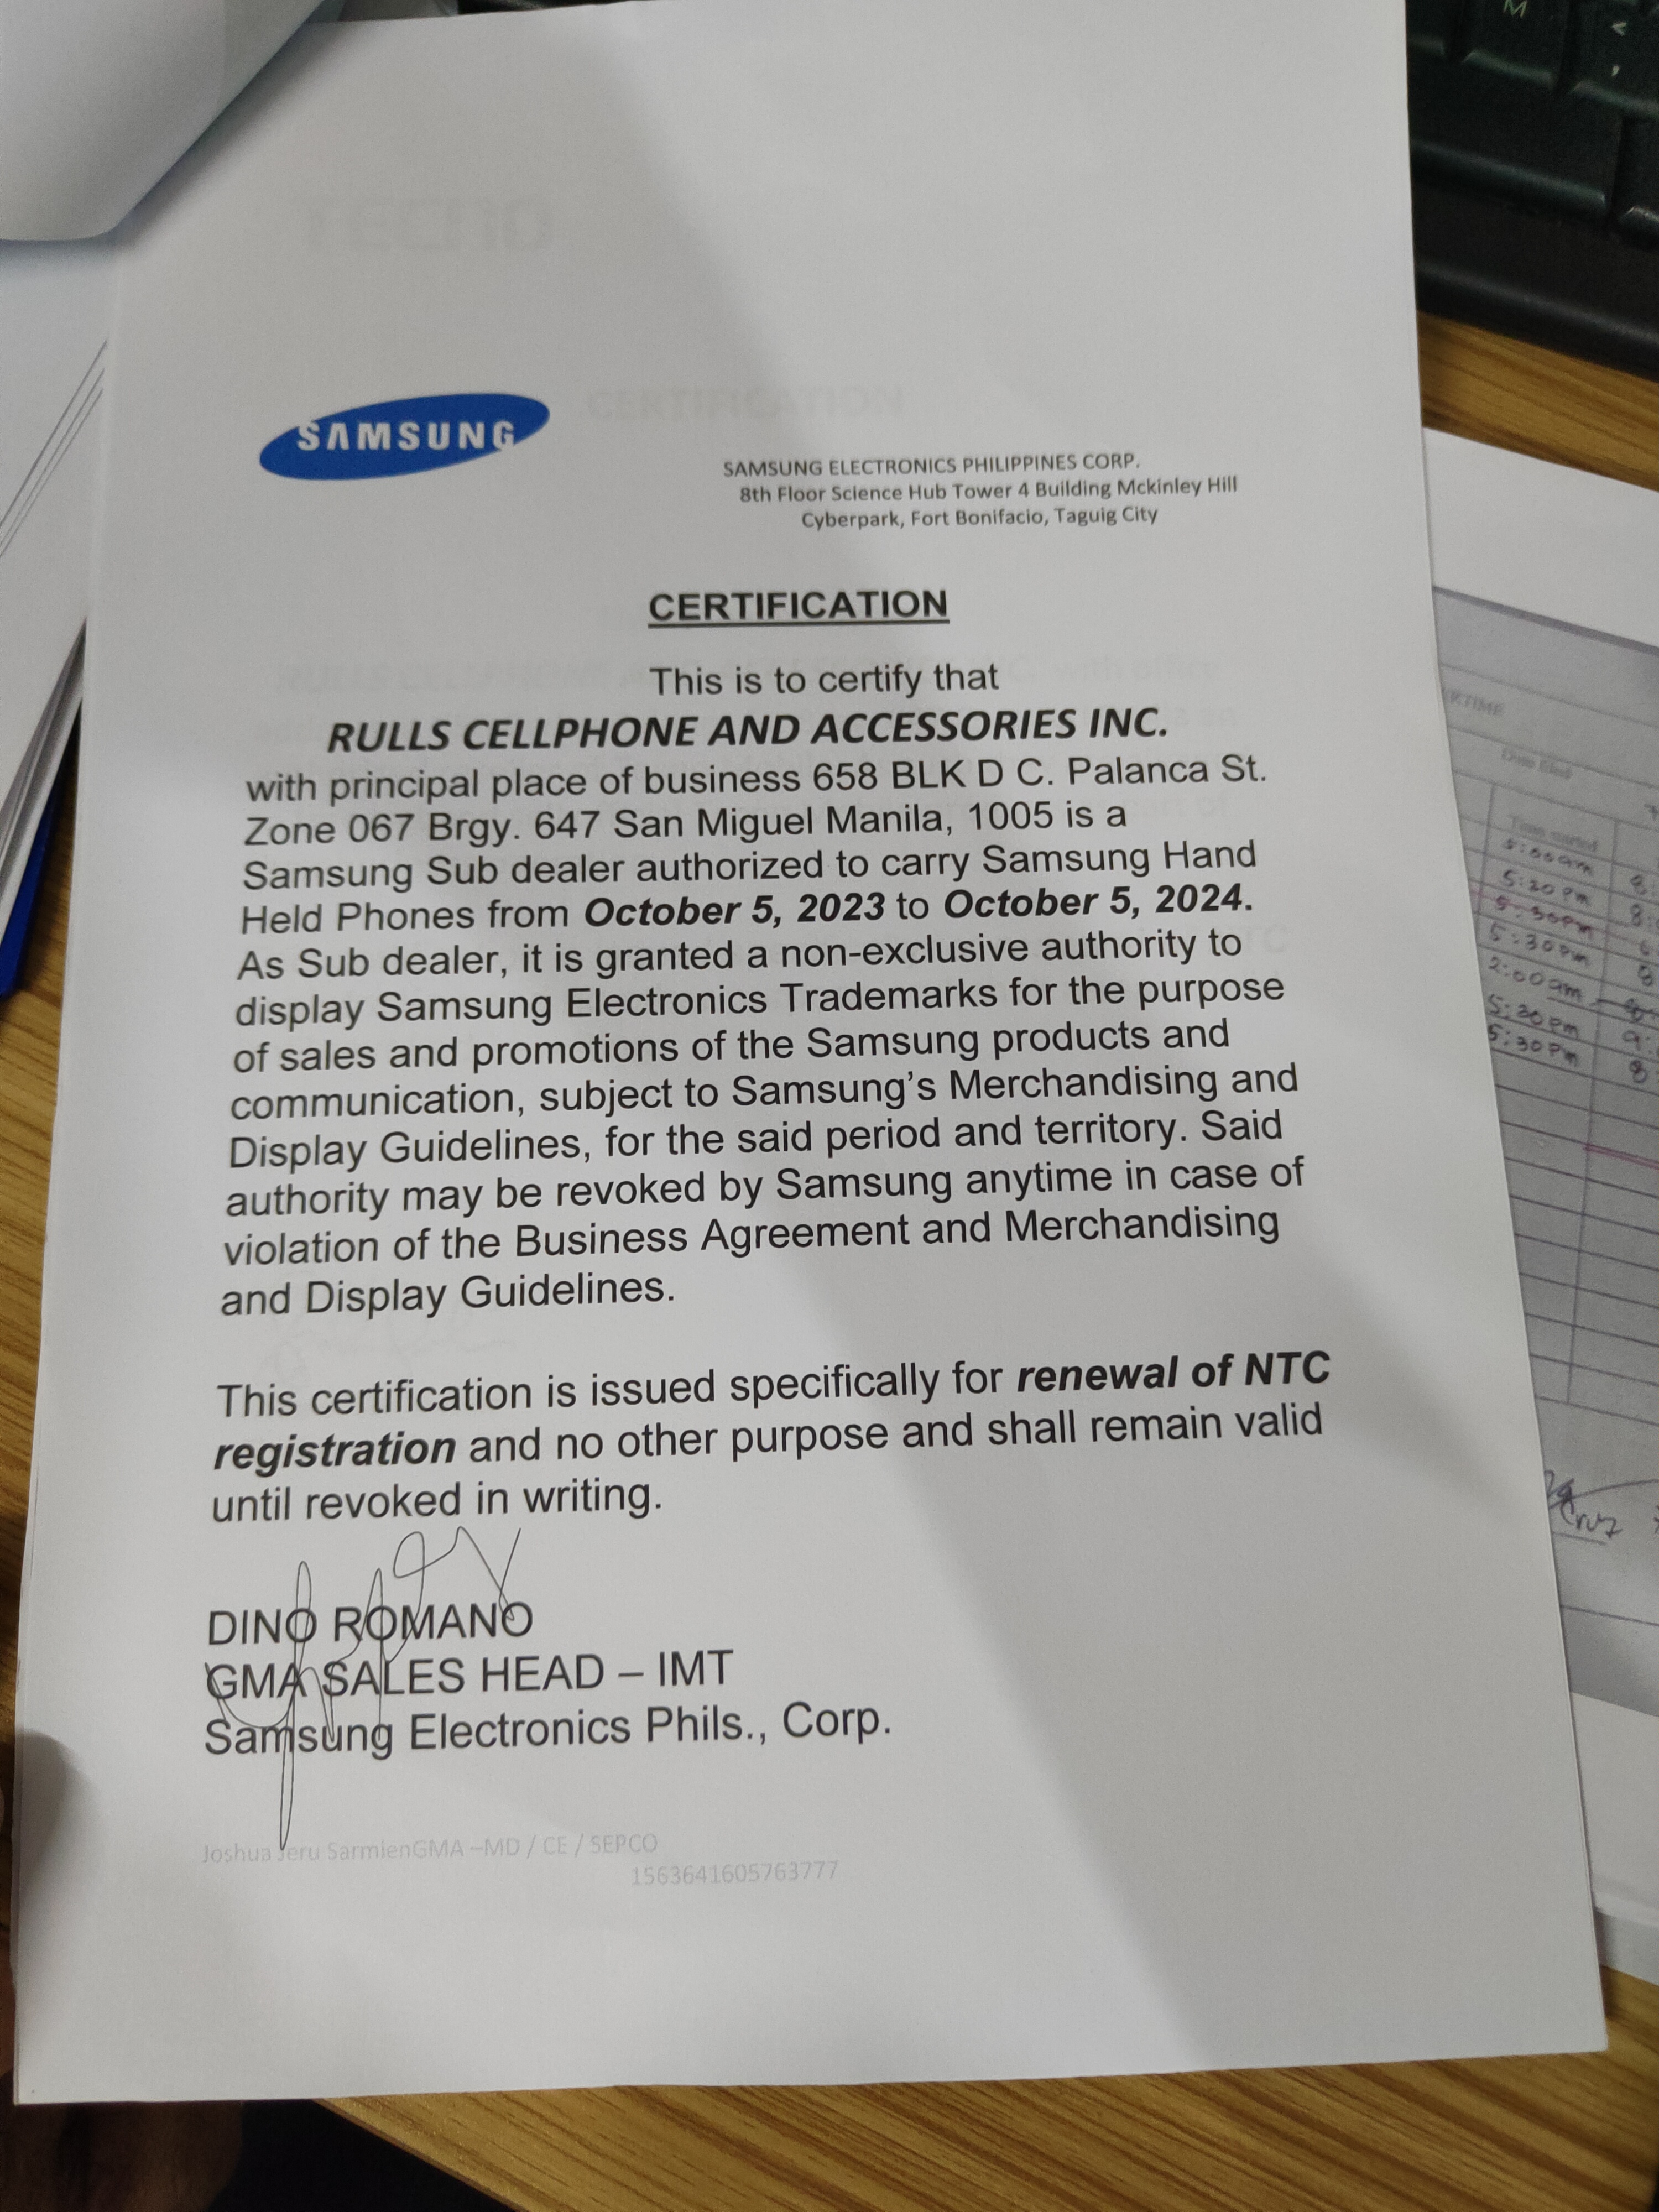 TECNO
SAMSUNG
CERTIFICATION
SAMSUNG ELECTRONICS PHILIPPINES CORP.
8th Floor Science Hub Tower 4 Building Mckinley Hill
Cyberpark, Fort Bonifacio, Taguig City
CERTIFICATION
This is to certify that
RULLS CELLPHONE AND ACCESSORIES INC.
with principal place of business 658 BLK D C. Palanca St.
Zone 067 Brgy. 647 San Miguel Manila, 1005 is a
Samsung Sub dealer authorized to carry Samsung Hand
Held Phones from October 5, 2023 to October 5, 2024.
As Sub dealer, it is granted a non-exclusive authority to
display Samsung Electronics Trademarks for the purpose
of sales and promotions of the Samsung products and
communication, subject to Samsung's Merchandising and
Display Guidelines, for the said period and territory. Said
authority may be revoked by Samsung anytime in case of
violation of the Business Agreement and Merchandising
and Display Guidelines.
This certification is issued specifically for renewal of NTC
registration and no other purpose and shall remain valid
until revoked in writing.
DINO ROMANO
GMA SALES HEAD – IMT
Samsung Electronics Phils., Corp.
Joshua Jeru SarmienGMA –MD / CE / SEPCO
1563641605763777
M
<
,
Date filed
Time started
5:00am
5:20 pm
5:30pm
5:30pm
2:00am
5:30pm
5:30 Pm
Cruz